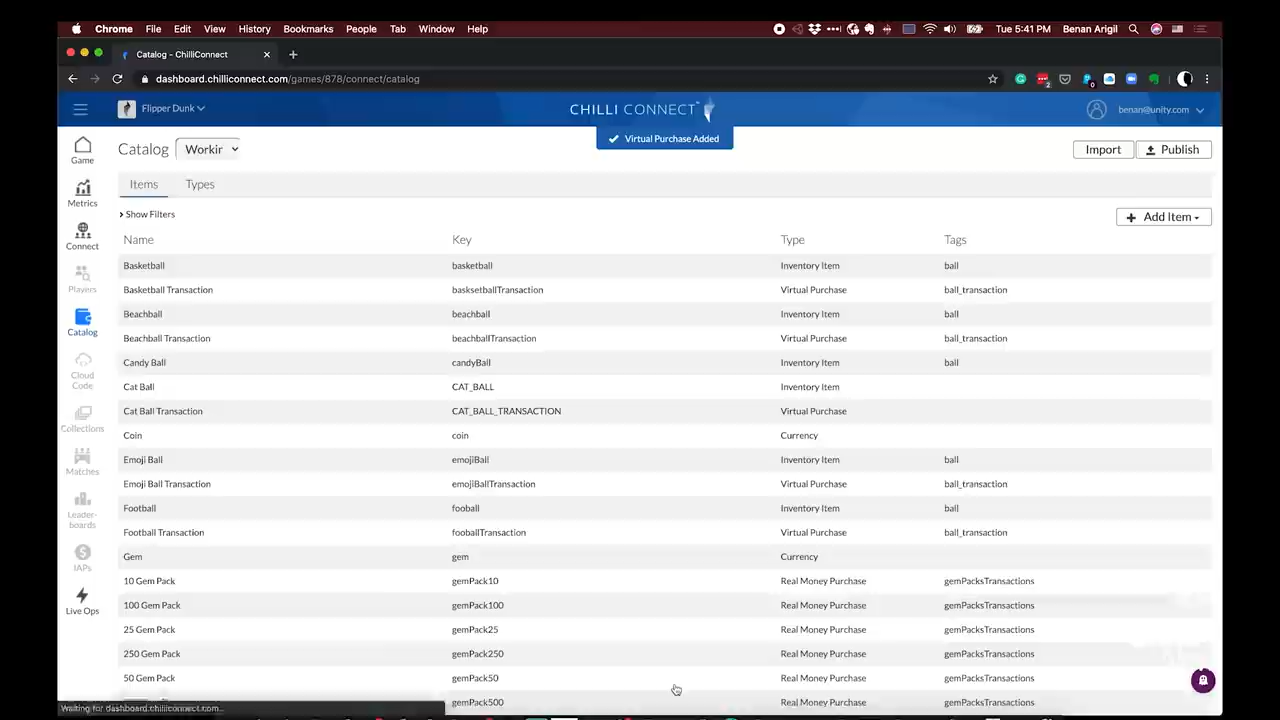 Chrome File Edit View History Bookmarks People Tab Window Help Tue 5:41 PM Benan Arigil
Catalog - ChilliConnect
dashboard.chilliconnect.com/games/878/connect/catalog
Flipper Dunk CHILLI CONNECT benan@unity.com
Virtual Purchase Added
Game
Metrics
Connect
Players
Catalog
Cloud
Code
Collections
Matches
Leader-
boards
IAPs
Live Ops
Catalog Workir Import Publish
Items Types
Show Filters Add Item
Name Key Type Tags
Basketball basketball Inventory Item ball
Basketball Transaction basksetballTransaction Virtual Purchase ball_transaction
Beachball beachball Inventory Item ball
Beachball Transaction beachballTransaction Virtual Purchase ball_transaction
Candy Ball candyBall Inventory Item ball
Cat Ball CAT_BALL Inventory Item
Cat Ball Transaction CAT_BALL_TRANSACTION Virtual Purchase
Coin coin Currency
Emoji Ball emojiBall Inventory Item ball
Emoji Ball Transaction emojiBallTransaction Virtual Purchase ball_transaction
Football fooball Inventory Item ball
Football Transaction fooballTransaction Virtual Purchase ball_transaction
Gem gem Currency
10 Gem Pack gemPack10 Real Money Purchase gemPacksTransactions
100 Gem Pack gemPack100 Real Money Purchase gemPacksTransactions
25 Gem Pack gemPack25 Real Money Purchase gemPacksTransactions
250 Gem Pack gemPack250 Real Money Purchase gemPacksTransactions
50 Gem Pack gemPack50 Real Money Purchase gemPacksTransactions
gemPack500 Real Money Purchase gemPacksTransactions
Waiting for dashboard.chilliconnect.com...